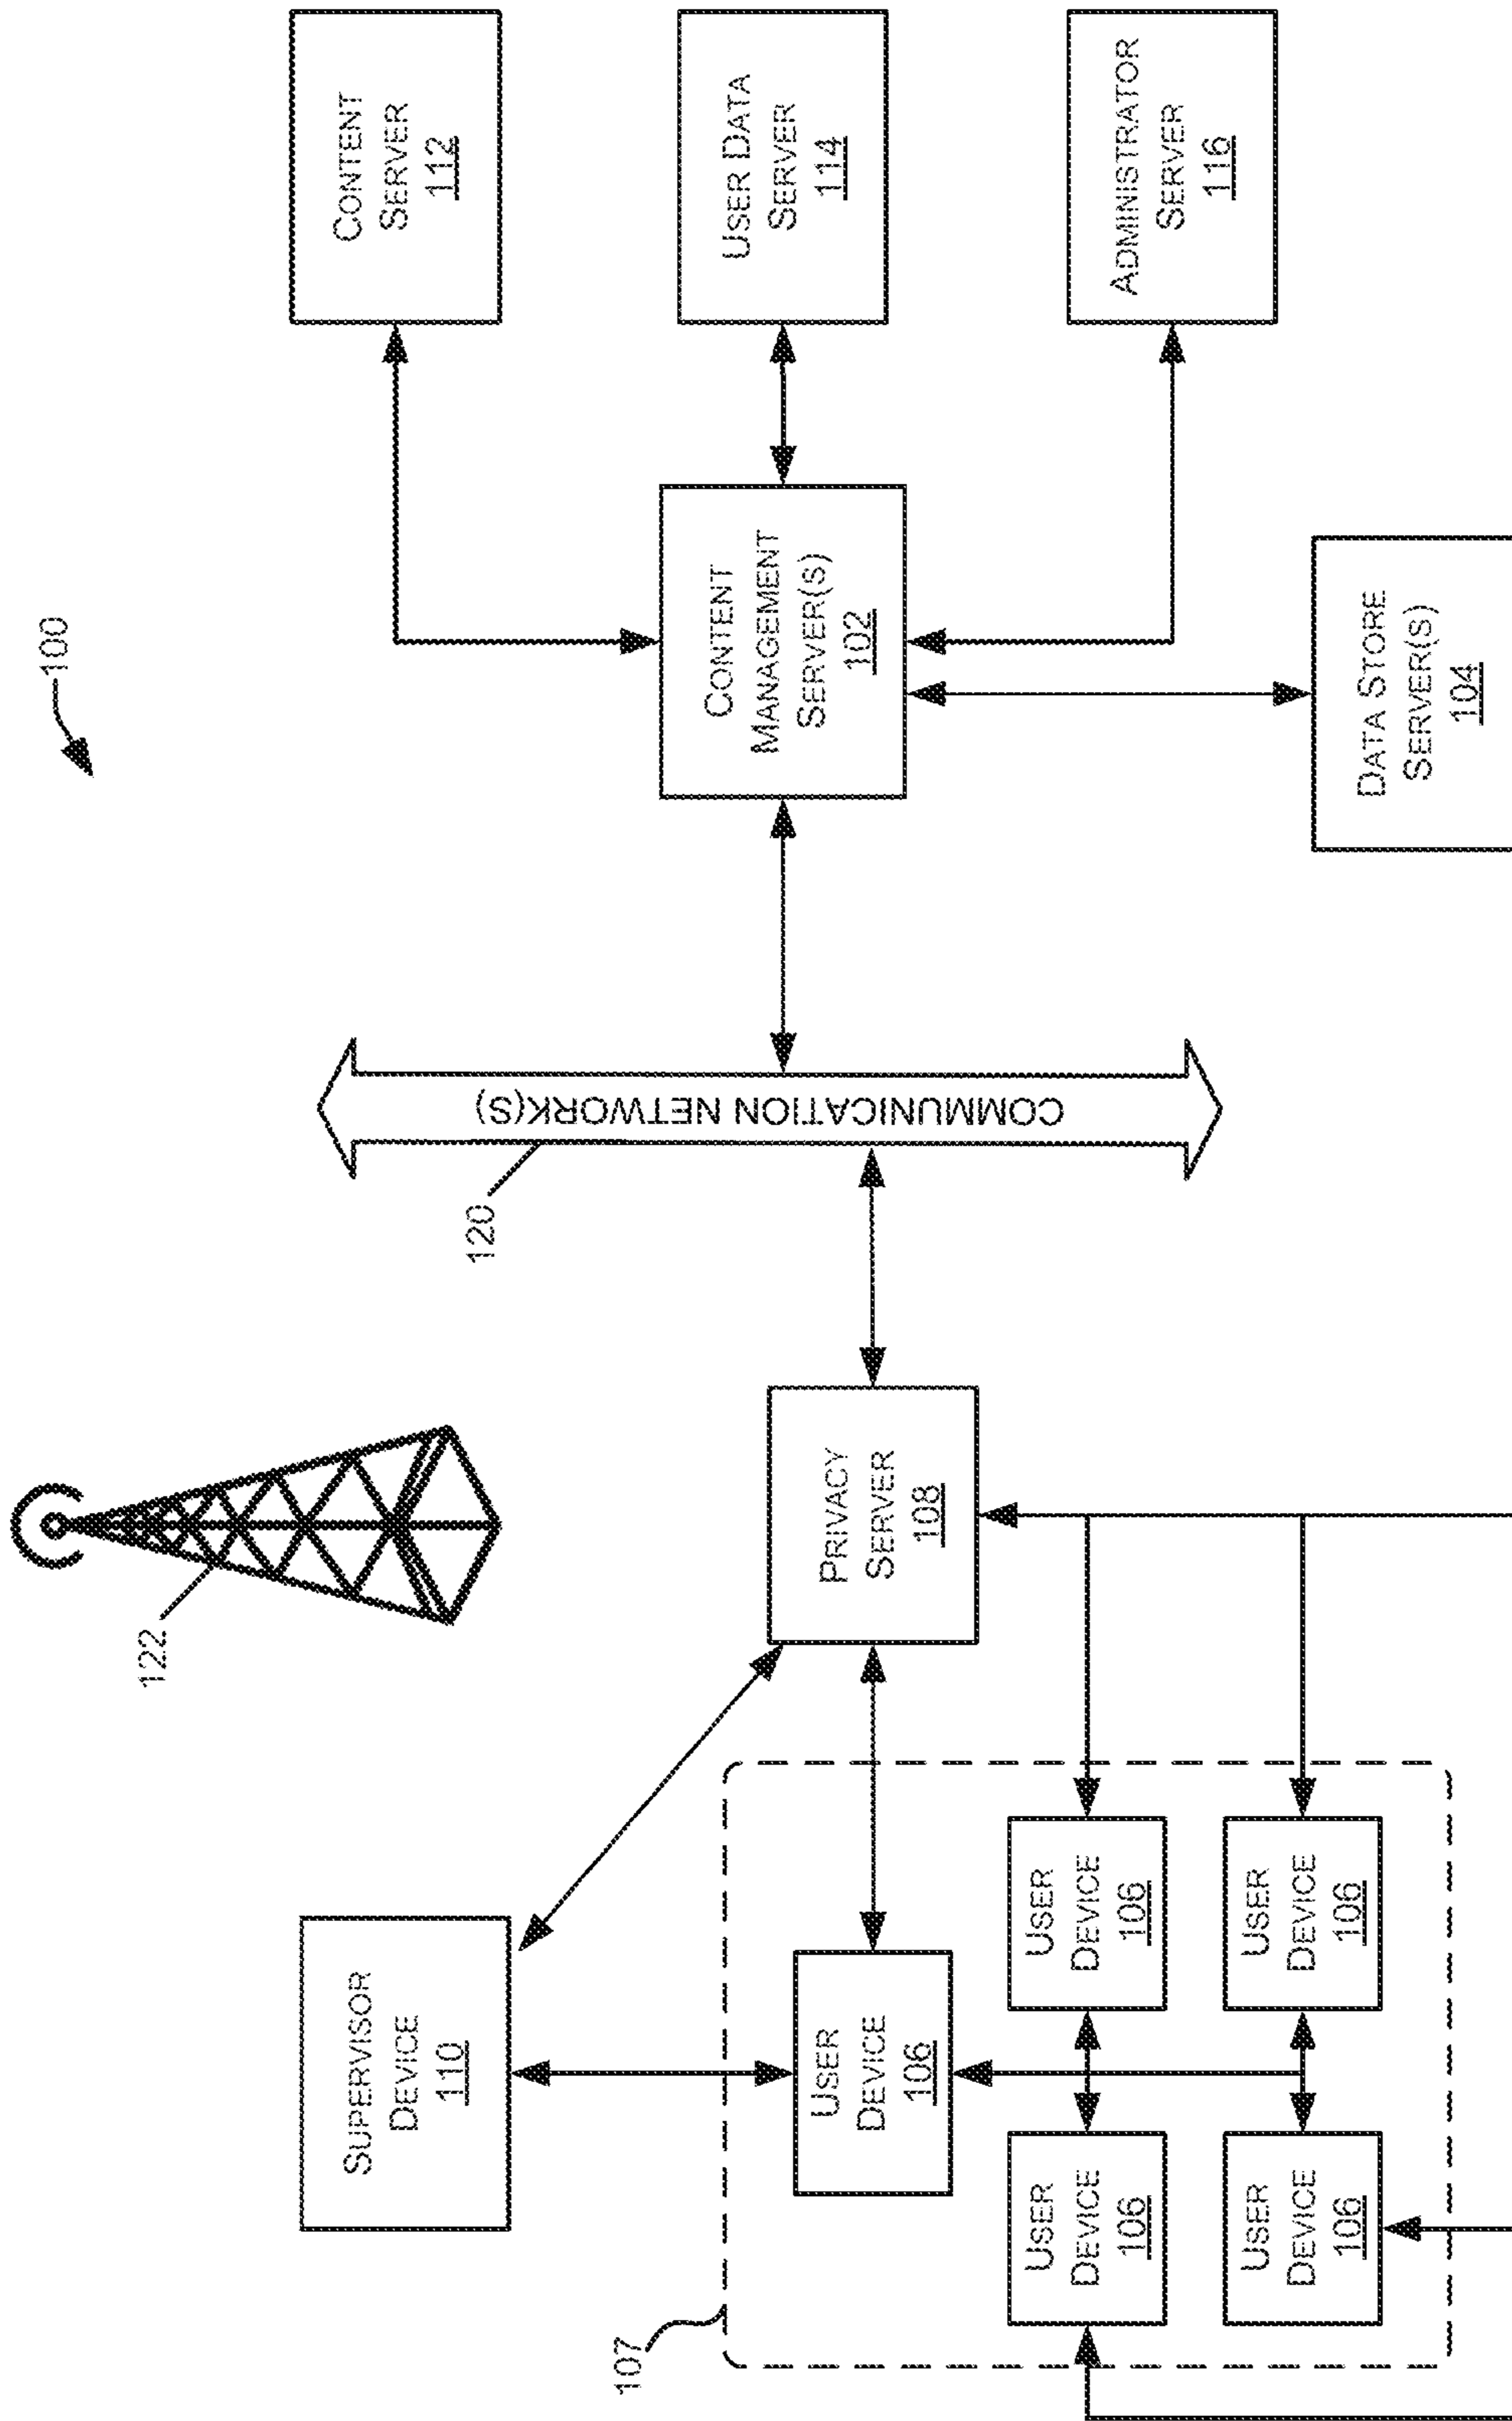 100
122
120
107
SUPERVISOR
DEVICE
110
USER
DEVICE
106
USER
DEVICE
106
USER
DEVICE
106
USER
DEVICE
106
USER
DEVICE
106
PRIVACY
SERVER
108
COMMUNICATION NETWORK(S)
CONTENT
MANAGEMENT
SERVER(S)
102
DATA STORE
SERVER(S)
104
CONTENT
SERVER
112
USER DATA
SERVER
114
ADMINISTRATOR
SERVER
116